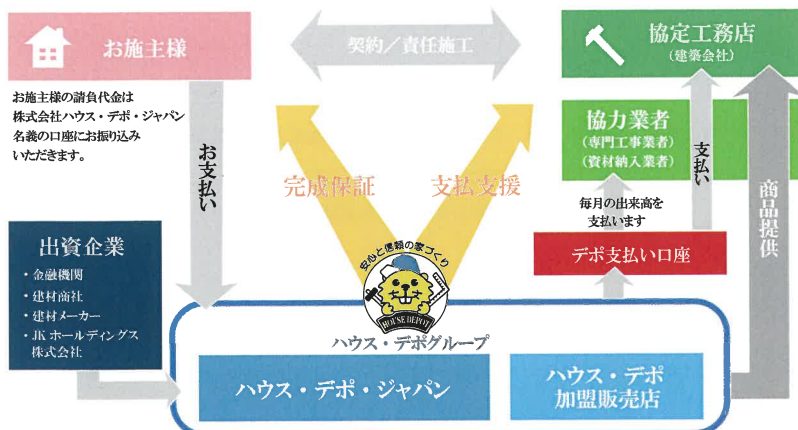 お施主様
契約／責任施工
協定工務店
（建築会社）
お施主様の請負代金は
株式会社ハウス・デポ・ジャパン
名義の口座にお振り込み
いただきます。
お支払い
完成保証
支払支援
協力業者
（専門工事業者）
（資材納入業者）
支払い
商品提供
毎月の出来高を
支払います
デポ支払い口座
出資企業
・金融機関
・建材商社
・建材メーカー
・JKホールディングス
株式会社
安心と信頼の家づくり
HOUSE DEPOT
ハウス・デポグループ
ハウス・デポ・ジャパン
ハウス・デポ
加盟販売店